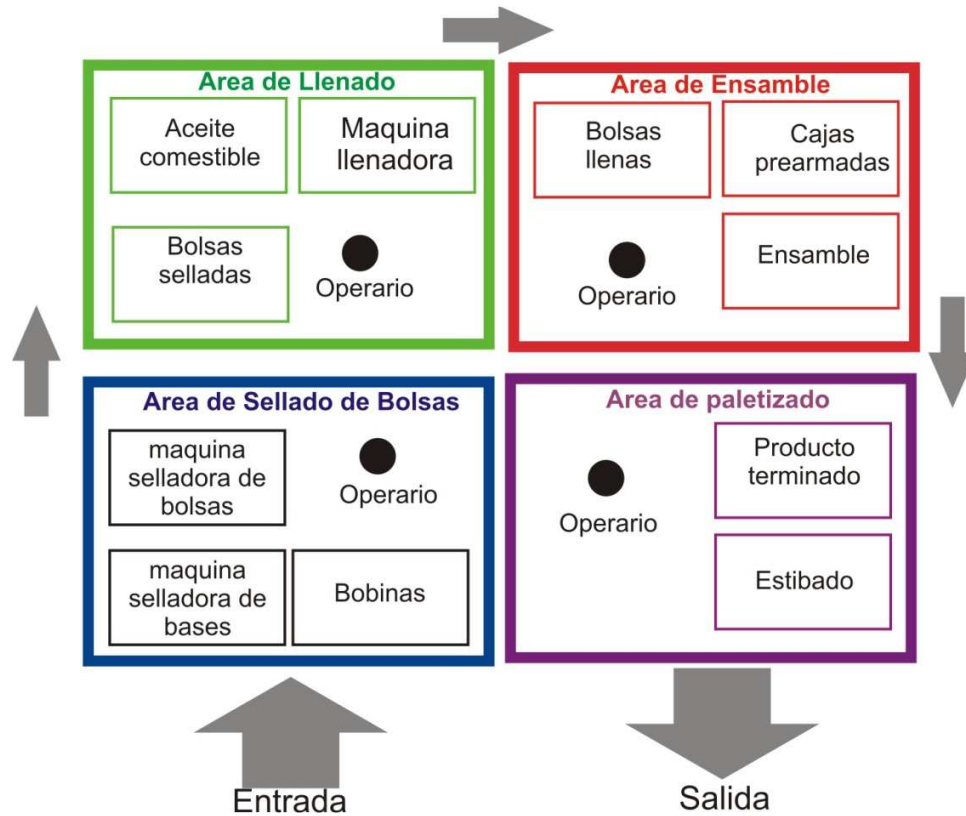 Area de Llenado
Aceite
comestible
Maquina
llenadora
Bolsas
selladas
Operario
Area de Ensamble
Bolsas
llenas
Cajas
prearmadas
Operario
Ensamble
Area de Sellado de Bolsas
maquina
selladora de
bolsas
Operario
maquina
selladora de
bases
Bobinas
Area de paletizado
Producto
terminado
Operario
Estibado
Entrada
Salida